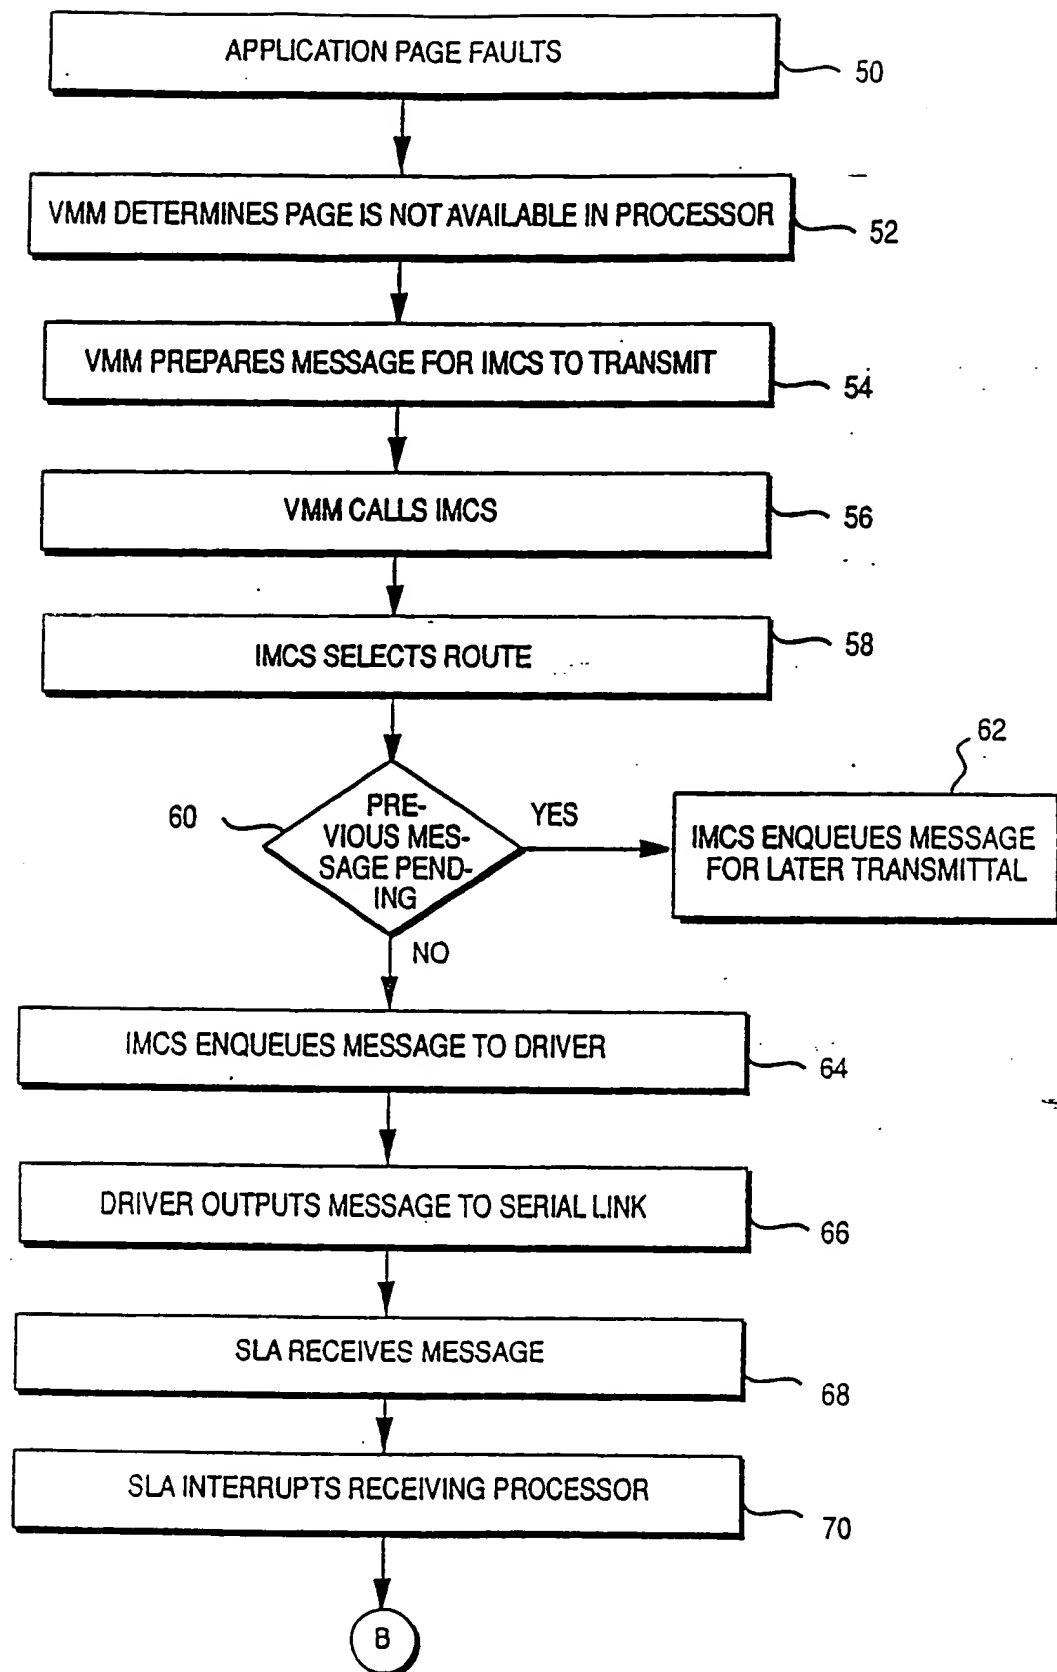 APPLICATION PAGE FAULTS
50
VMM DETERMINES PAGE IS NOT AVAILABLE IN PROCESSOR
52
VMM PREPARES MESSAGE FOR IMCS TO TRANSMIT
54
VMM CALLS IMCS
56
IMCS SELECTS ROUTE
58
60
PRE-
VIOUS MES-
SAGE PEND-
ING
YES
62
IMCS ENQUEUES MESSAGE
FOR LATER TRANSMITTAL
NO
IMCS ENQUEUES MESSAGE TO DRIVER
64
DRIVER OUTPUTS MESSAGE TO SERIAL LINK
66
SLA RECEIVES MESSAGE
68
SLA INTERRUPTS RECEIVING PROCESSOR
70
B